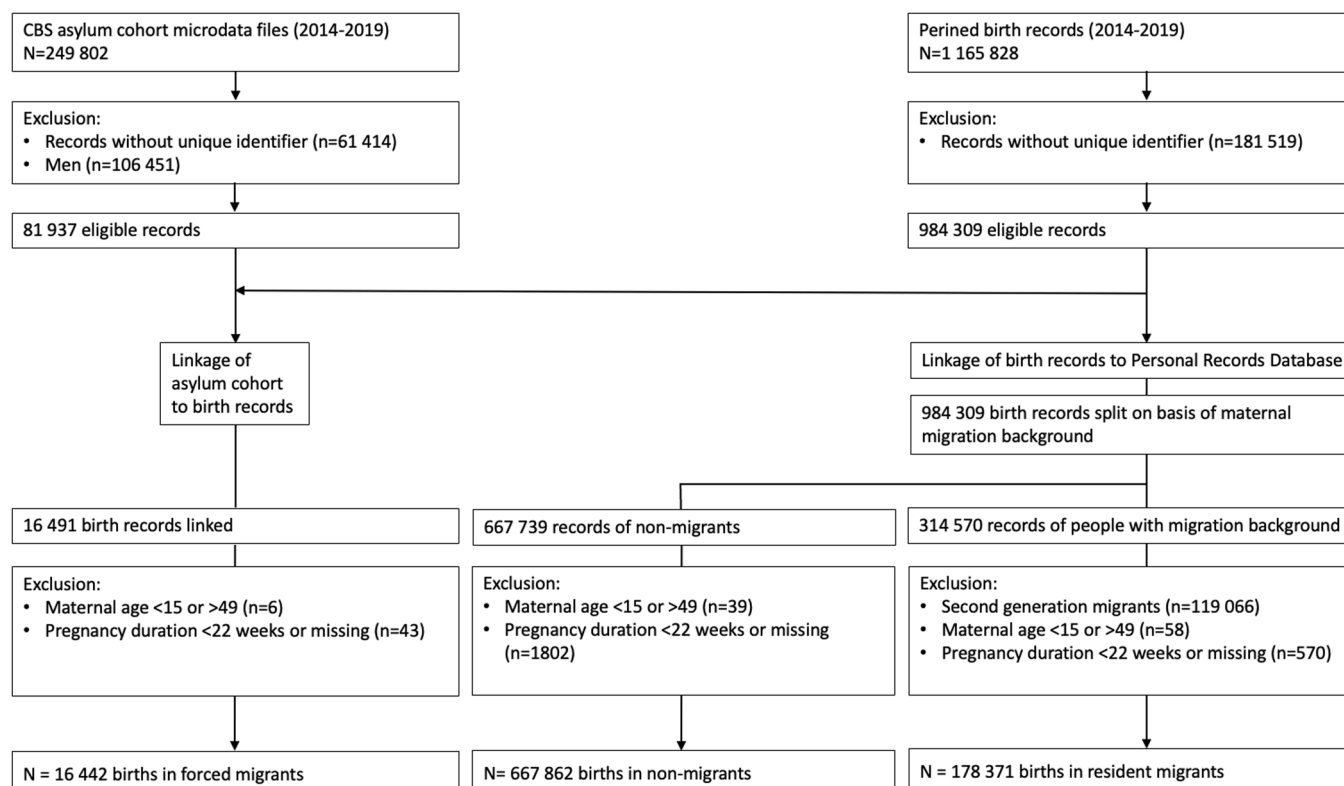 CBS asylum cohort microdata files (2014-2019)
N=249 802
Perined birth records (2014-2019)
N=1 165 828
Exclusion:
• Records without unique identifier (n=61 414)
• Men (n=106 451)
Exclusion:
• Records without unique identifier (n=181 519)
81 937 eligible records
984 309 eligible records
Linkage of
asylum cohort
to birth records
Linkage of birth records to Personal Records Database
984 309 birth records split on basis of maternal
migration background
16 491 birth records linked
667 739 records of non-migrants
314 570 records of people with migration background
Exclusion:
• Maternal age <15 or >49 (n=6)
• Pregnancy duration <22 weeks or missing (n=43)
Exclusion:
• Maternal age <15 or >49 (n=39)
• Pregnancy duration <22 weeks or missing
(n=1802)
Exclusion:
• Second generation migrants (n=119 066)
• Maternal age <15 or >49 (n=58)
• Pregnancy duration <22 weeks or missing (n=570)
N = 16 442 births in forced migrants
N= 667 862 births in non-migrants
N = 178 371 births in resident migrants